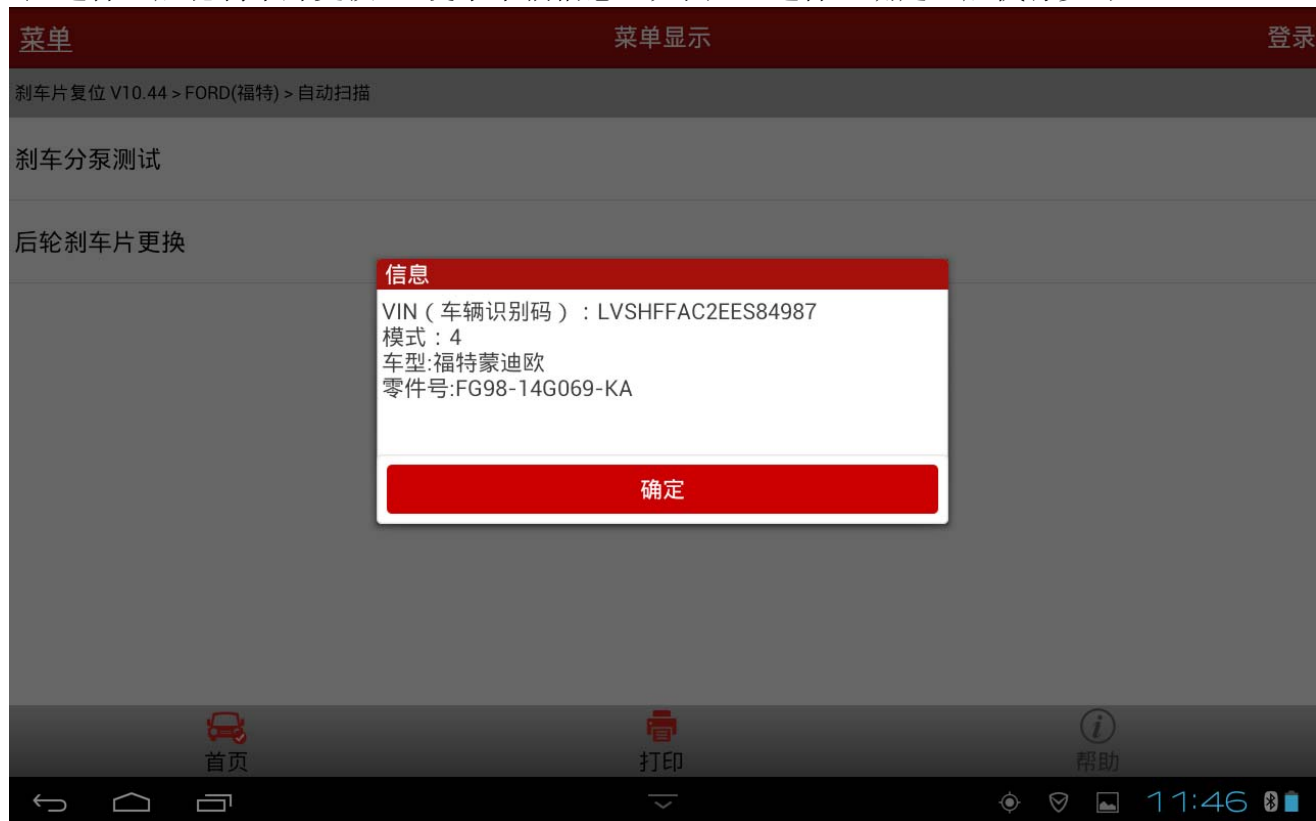 菜单
菜单显示
登录
刹车片复位 V10.44 > FORD(福特) > 自动扫描
刹车分泵测试
后轮刹车片更换
信息
VIN（车辆识别码）：LVSHFFAC2EES84987
模式：4
车型:福特蒙迪欧
零件号:FG98-14G069-KA
确定
首页
打印
帮助
11:46